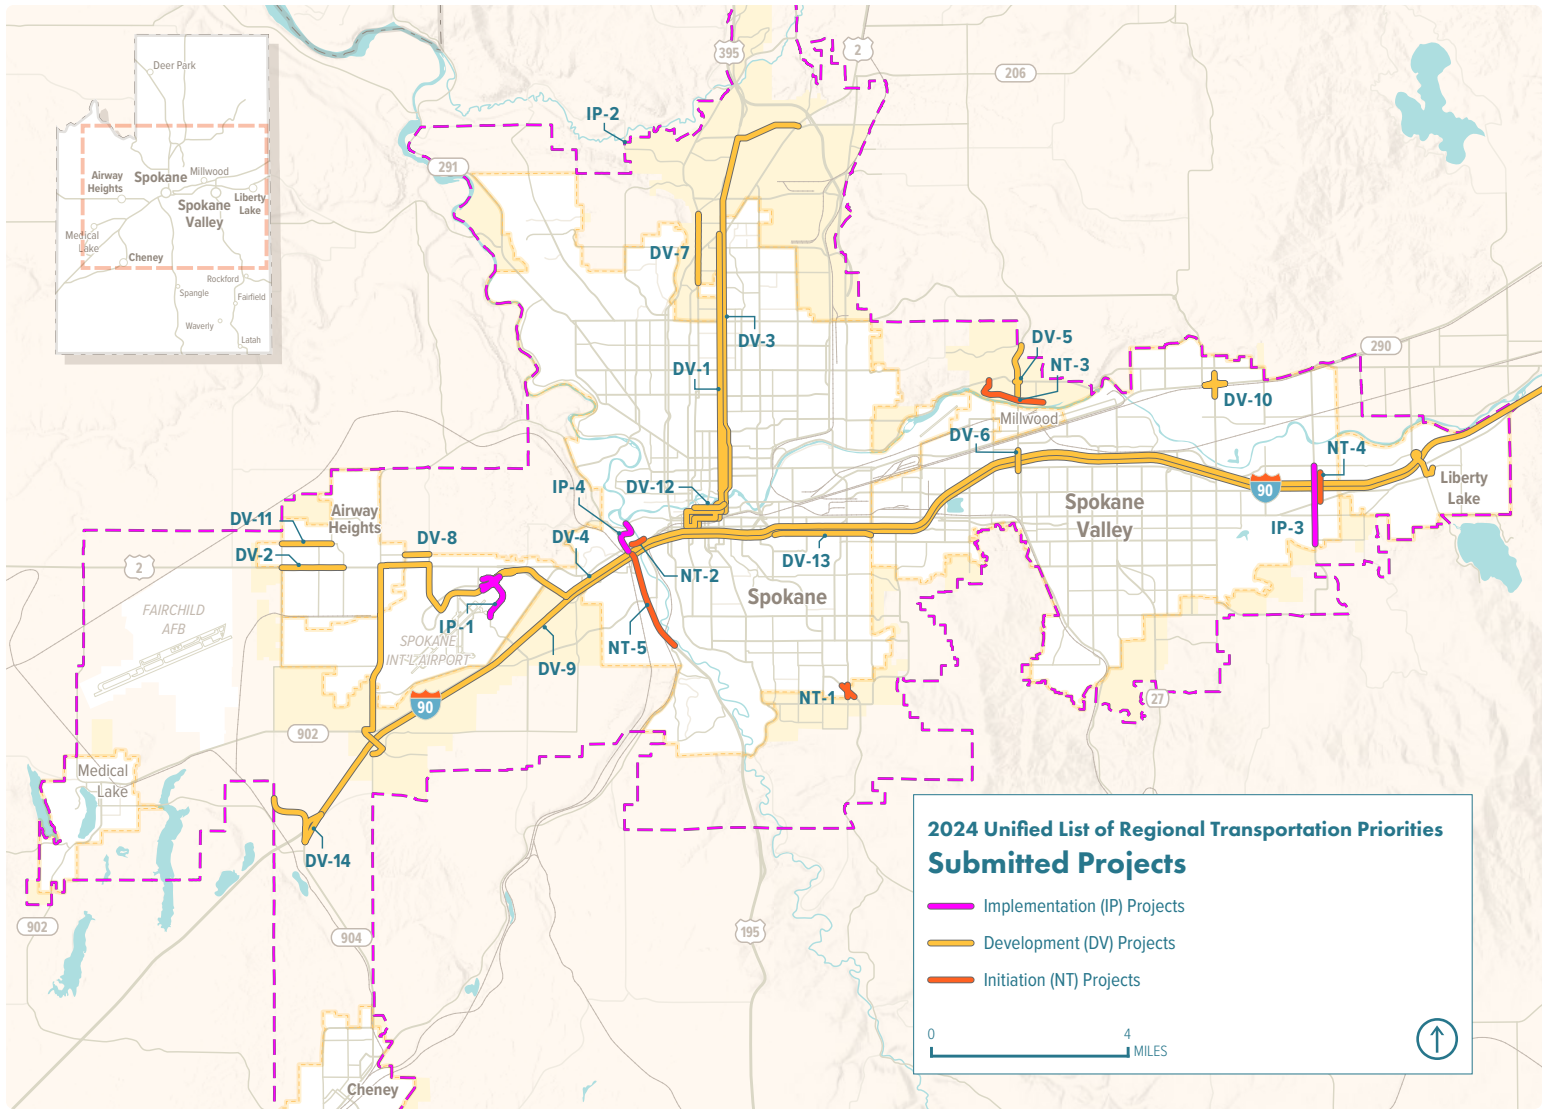 Deer Park
Airway
Heights
Spokane
Millwood
Spokane
Valley
Liberty
Lake
Medical
Lake
Cheney
Rockford
Spangle
Fairfield
Waverly
Latah
395
2
206
IP-2
291
DV-7
DV-3
DV-1
DV-5
NT-3
290
DV-10
Millwood
DV-6
NT-4
Liberty
Lake
90
IP-3
Spokane
Valley
IP-4
DV-12
Airway
Heights
DV-11
DV-8
DV-4
DV-2
2
DV-13
NT-2
FAIRCHILD
AFB
IP-1
Spokane
SPOKANE
INT'L AIRPORT
NT-5
DV-9
NT-1
27
90
902
Medical
Lake
DV-14
902
904
195
Cheney
2024 Unified List of Regional Transportation Priorities
Submitted Projects
Implementation (IP) Projects
Development (DV) Projects
Initiation (NT) Projects
0 4
MILES